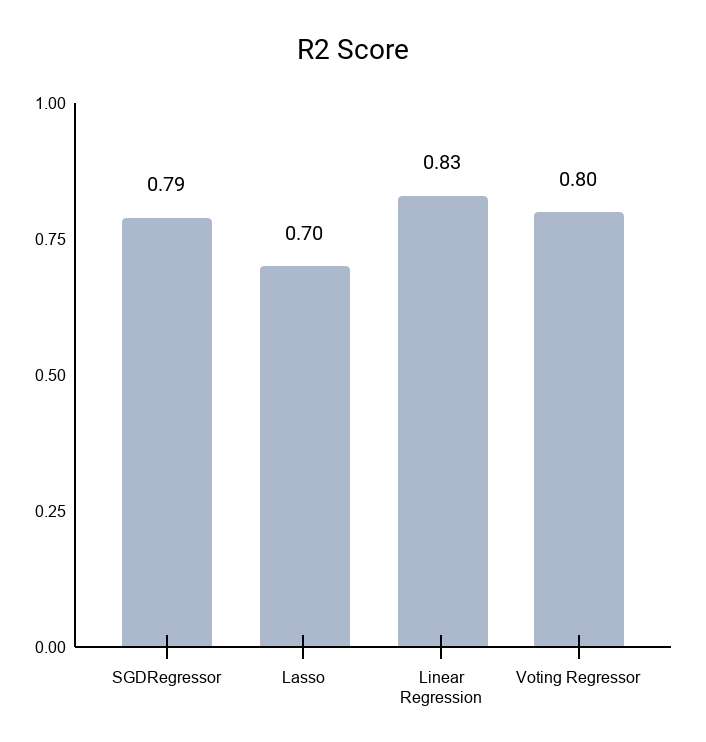 R2 Score
1.00
0.75
0.50
0.25
0.00
0.79
0.70
0.83
0.80
SGDRegressor
Lasso
Linear
Regression
Voting Regressor